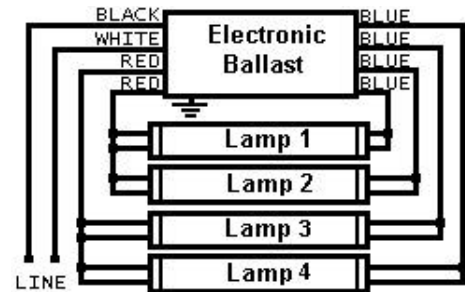 BLACK
WHITE
RED
RED
Electronic
Ballast
BLUE
BLUE
BLUE
BLUE
Lamp 1
Lamp 2
Lamp 3
Lamp 4
LINE